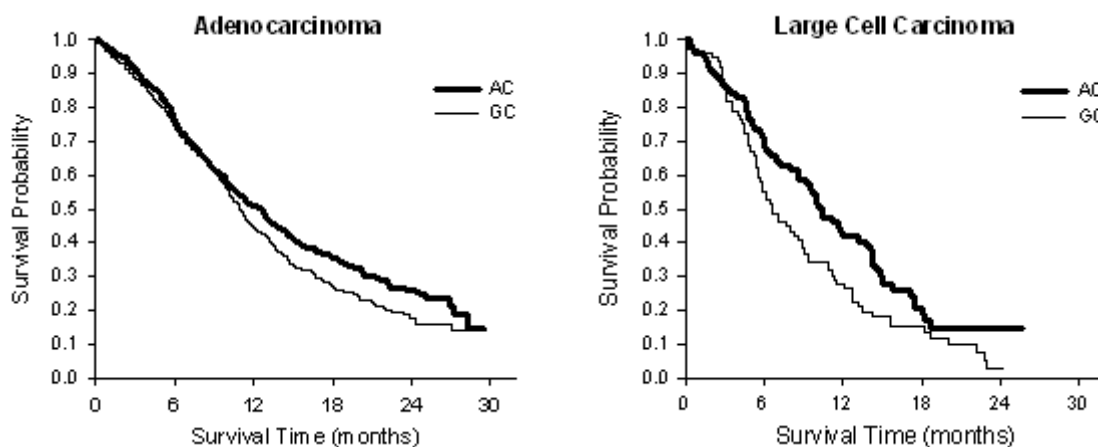 Adenocarcinoma
1.0
0.9
0.8
0.7
0.6
0.5
0.4
0.3
0.2
0.1
0.0
Survival Probability
AC
GC
0 6 12 18 24 30
Survival Time (months)
Large Cell Carcinoma
1.0
0.9
0.8
0.7
0.6
0.5
0.4
0.3
0.2
0.1
0.0
Survival Probability
AC
GC
0 6 12 18 24 30
Survival Time (months)